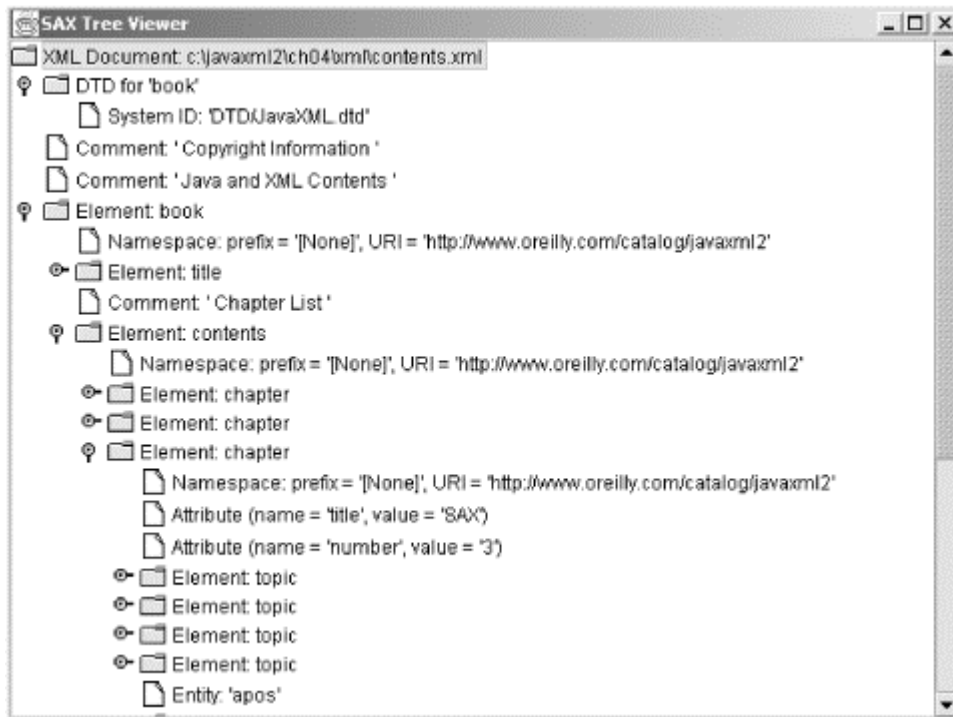 SAX Tree Viewer
XML Document: c:\javaxml2\ch04\xml\contents.xml
DTD for 'book'
System ID: 'DTD/JavaXML.dtd'
Comment: ' Copyright Information '
Comment: ' Java and XML Contents '
Element: book
Namespace: prefix = '[None]', URI = 'http://www.oreilly.com/catalog/javaxml2'
Element: title
Comment: ' Chapter List '
Element: contents
Namespace: prefix = '[None]', URI = 'http://www.oreilly.com/catalog/javaxml2'
Element: chapter
Element: chapter
Element: chapter
Namespace: prefix = '[None]', URI = 'http://www.oreilly.com/catalog/javaxml2'
Attribute (name = 'title', value = 'SAX')
Attribute (name = 'number', value = '3')
Element: topic
Element: topic
Element: topic
Element: topic
Entity: 'apos'